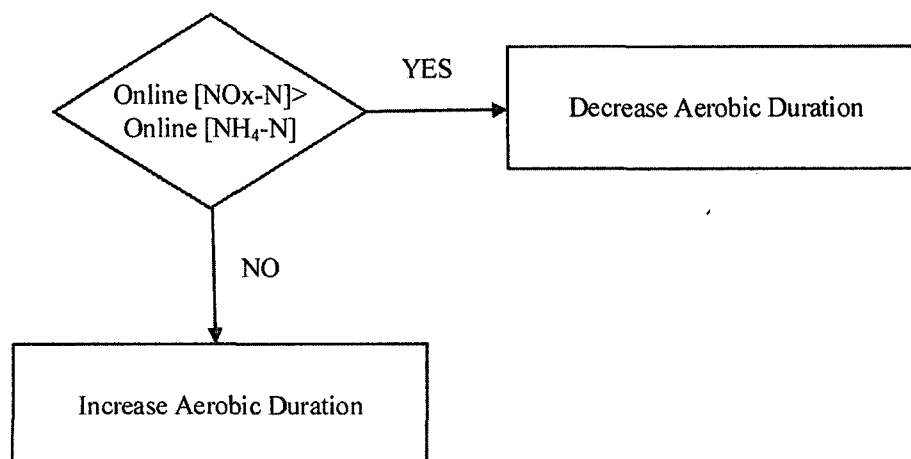 Online [NOx-N]>
Online [NH₄-N]
YES
Decrease Aerobic Duration
NO
Increase Aerobic Duration